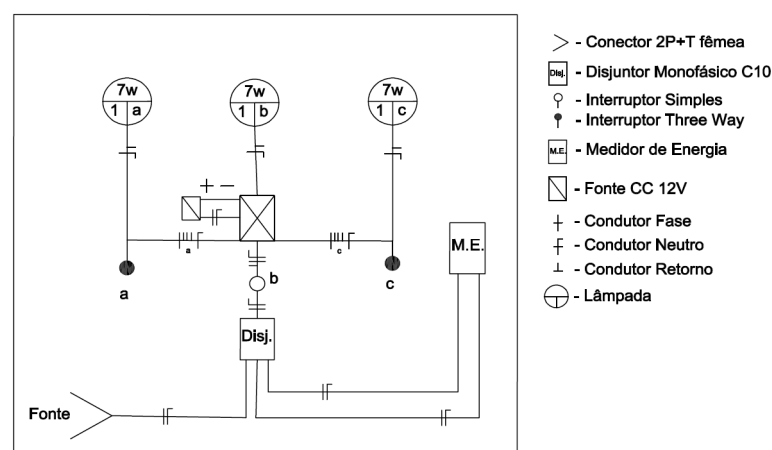 7w
1 a
7w
1 b
7w
1 c
+ −
a
c
M.E.
a
b
c
Disj.
Fonte
- Conector 2P+T fêmea
Disj. - Disjuntor Monofásico C10
- Interruptor Simples
- Interruptor Three Way
M.E. - Medidor de Energia
- Fonte CC 12V
- Condutor Fase
- Condutor Neutro
- Condutor Retorno
- Lâmpada